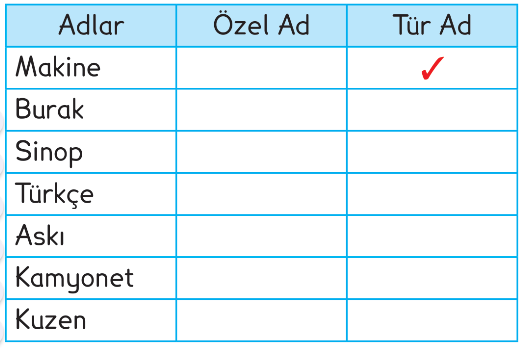 Adlar Özel Ad Tür Ad
Makine ✓
Burak
Sinop
Türkçe
Askı
Kamyonet
Kuzen